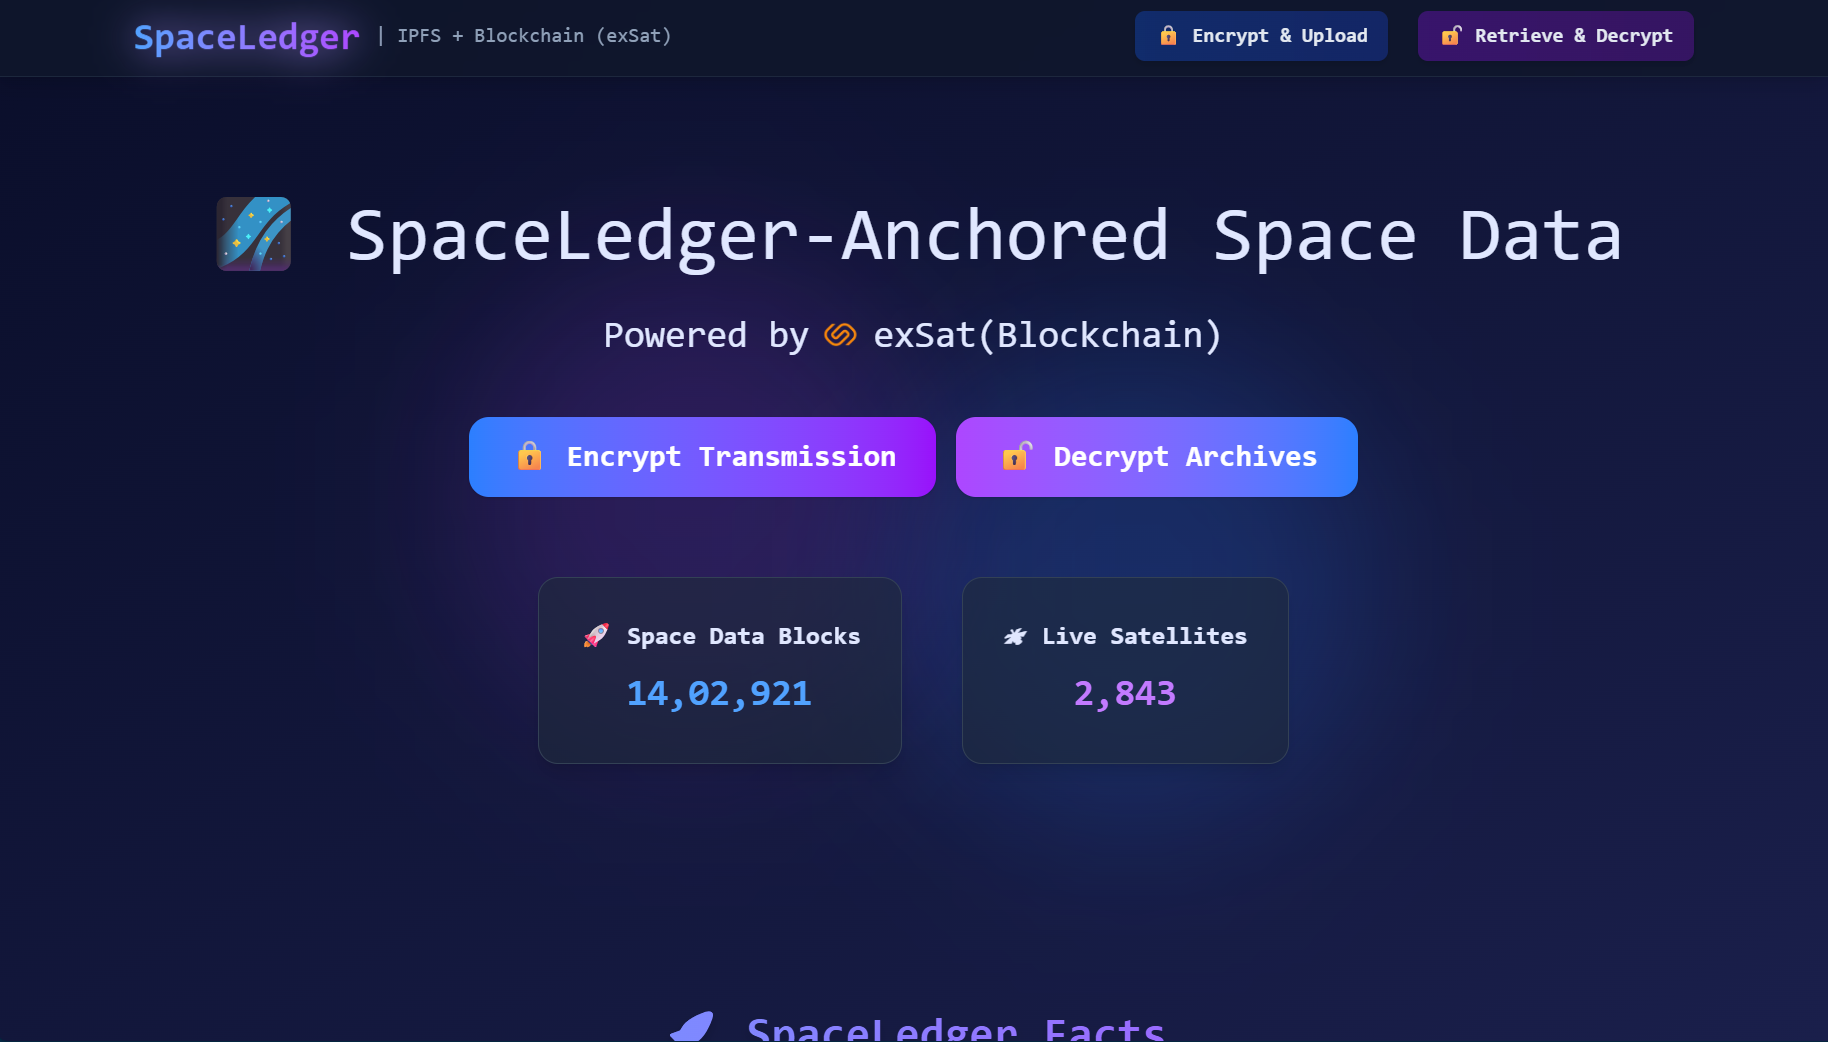 SpaceLedger | IPFS + Blockchain (exSat)
Encrypt & Upload
Retrieve & Decrypt
SpaceLedger-Anchored Space Data
Powered by exSat(Blockchain)
Encrypt Transmission
Decrypt Archives
Space Data Blocks
14,02,921
Live Satellites
2,843
SpaceLedger Facts